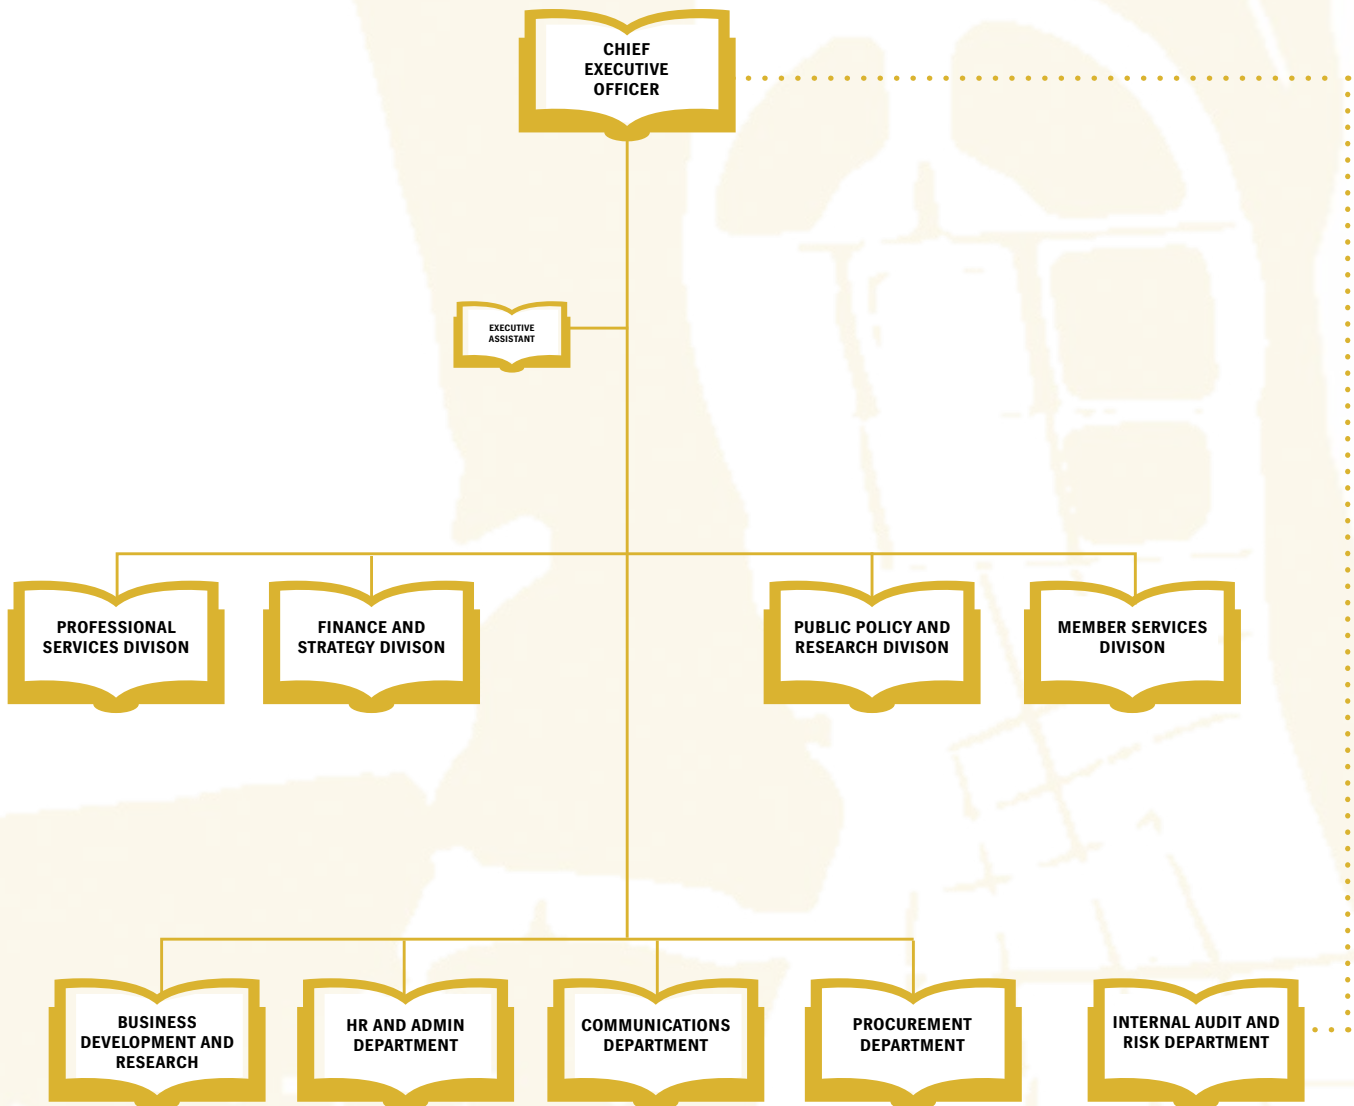 CHIEF
EXECUTIVE
OFFICER
EXECUTIVE
ASSISTANT
PROFESSIONAL
SERVICES DIVISON
FINANCE AND
STRATEGY DIVISON
PUBLIC POLICY AND
RESEARCH DIVISON
MEMBER SERVICES
DIVISON
BUSINESS
DEVELOPMENT AND
RESEARCH
HR AND ADMIN
DEPARTMENT
COMMUNICATIONS
DEPARTMENT
PROCUREMENT
DEPARTMENT
INTERNAL AUDIT AND
RISK DEPARTMENT